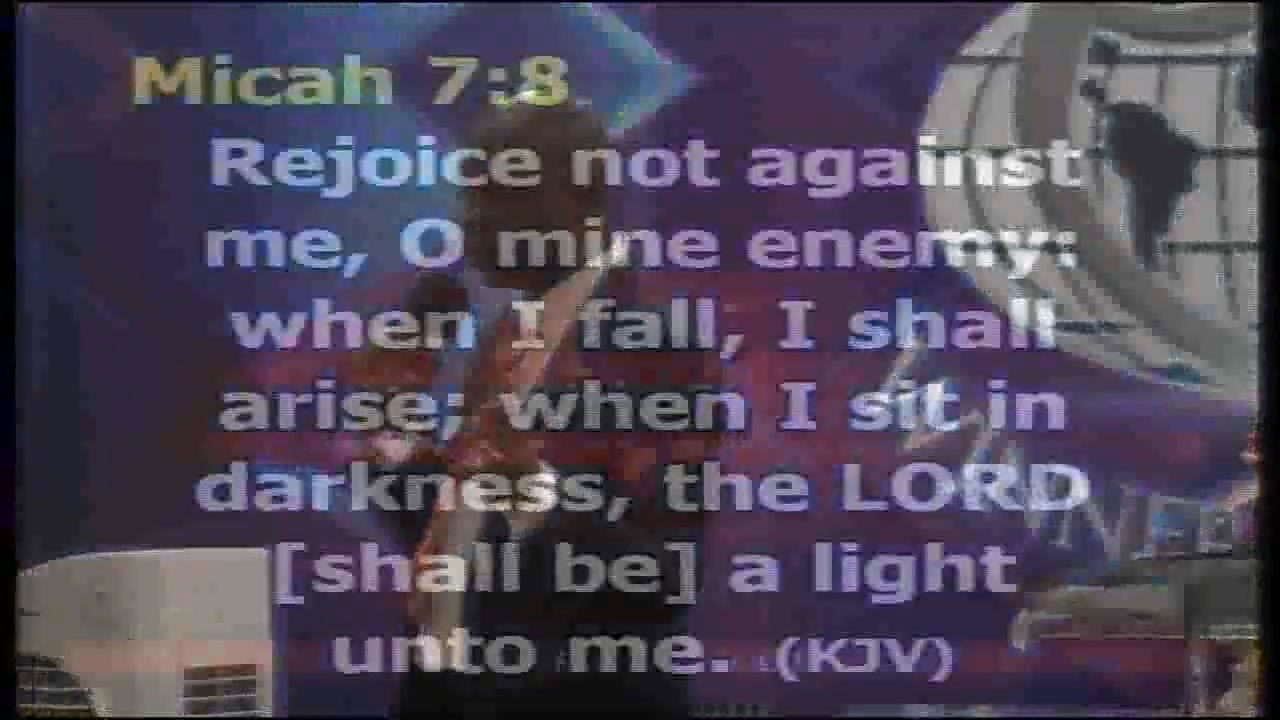 Micah 7:8
Rejoice not against
me, O mine enemy:
when I fall, I shall
arise; when I sit in
darkness, the LORD
[shall be] a light
unto me. (KJV)